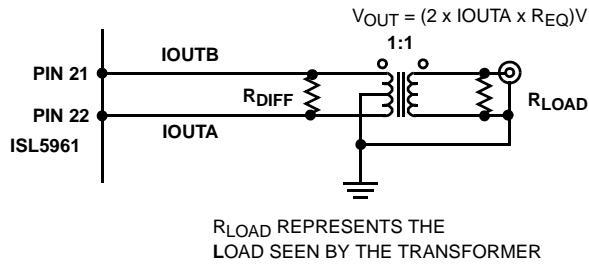 VOUT = (2 x IOUTA x REQ)V
1:1
IOUTB
PIN 21
RDIFF
RLOAD
PIN 22
IOUTA
ISL5961
RLOAD REPRESENTS THE
LOAD SEEN BY THE TRANSFORMER